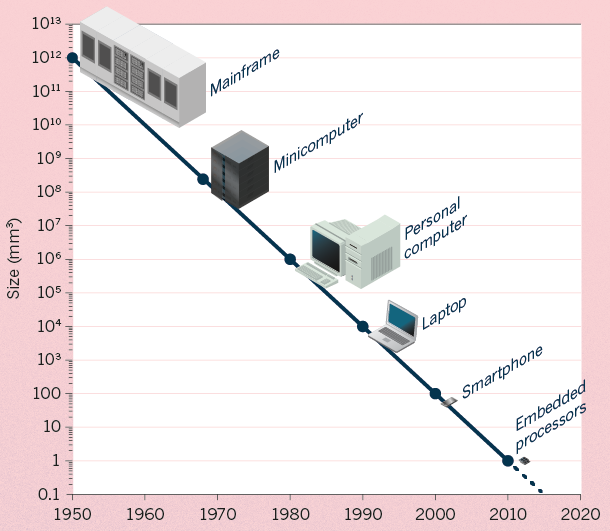 10¹³
10¹²
10¹¹
10¹⁰
10⁹
10⁸
10⁷
10⁶
10⁵
10⁴
10³
100
10
1
0.1
Size (mm³)
Mainframe
Minicomputer
Personal
computer
Laptop
Smartphone
Embedded
processors
1950 1960 1970 1980 1990 2000 2010 2020